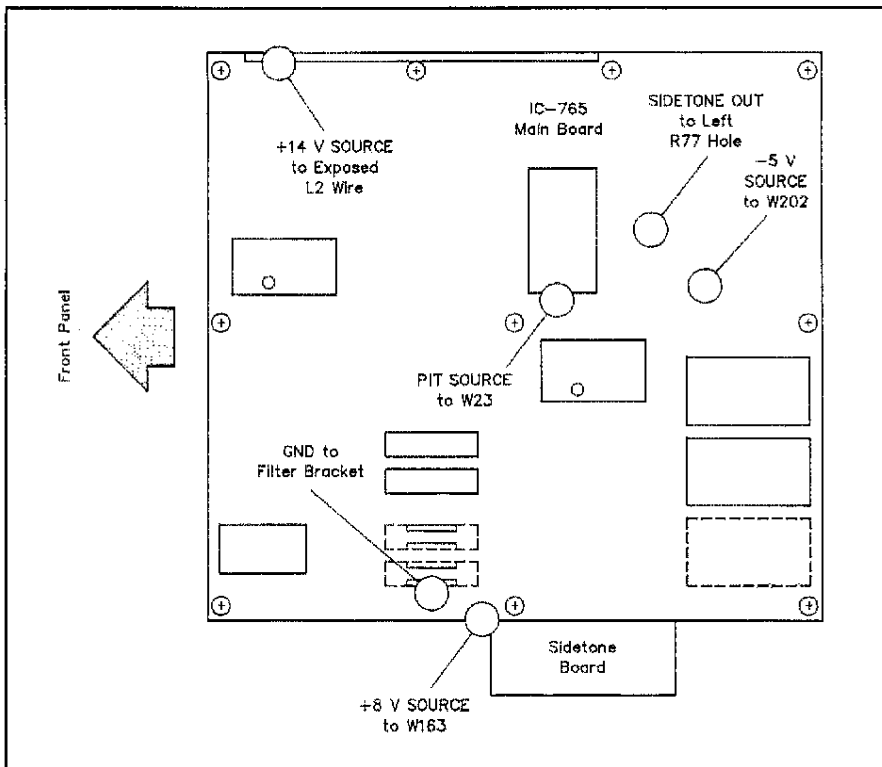 IC-765
Main Board
SIDETONE OUT
to Left
R77 Hole
+14 V SOURCE
to Exposed
L2 Wire
-5 V
SOURCE
to W202
Front Panel
PIT SOURCE
to W23
GND to
Filter Bracket
Sidetone
Board
+8 V SOURCE
to W163